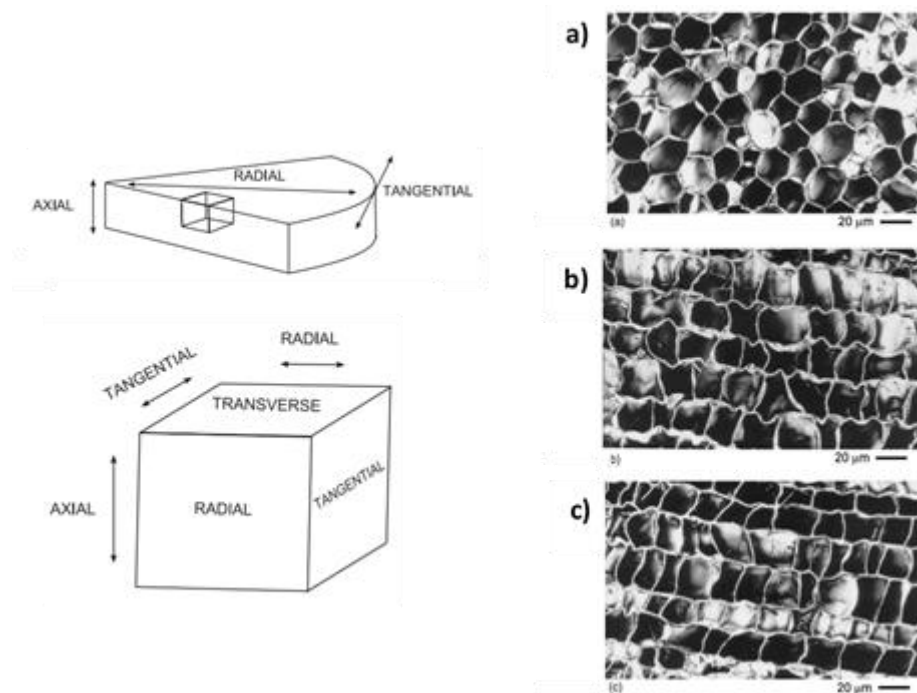 RADIAL
TANGENTIAL
AXIAL
RADIAL
TANGENTIAL
TRANSVERSE
AXIAL
RADIAL
TANGENTIAL
a)
(a)
20 µm
b)
b)
20 µm
c)
(c)
20 µm